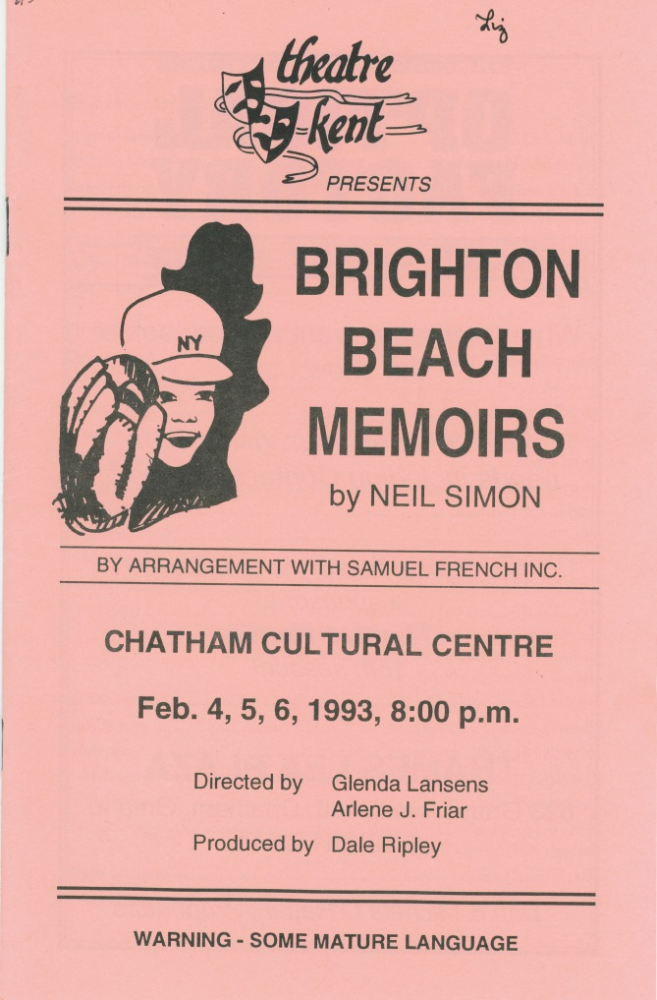 Liz
theatre
kent
PRESENTS
NY
BRIGHTON
BEACH
MEMOIRS
by NEIL SIMON
BY ARRANGEMENT WITH SAMUEL FRENCH INC.
CHATHAM CULTURAL CENTRE
Feb. 4, 5, 6, 1993, 8:00 p.m.
Directed by Glenda Lansens
Arlene J. Friar
Produced by Dale Ripley
WARNING - SOME MATURE LANGUAGE